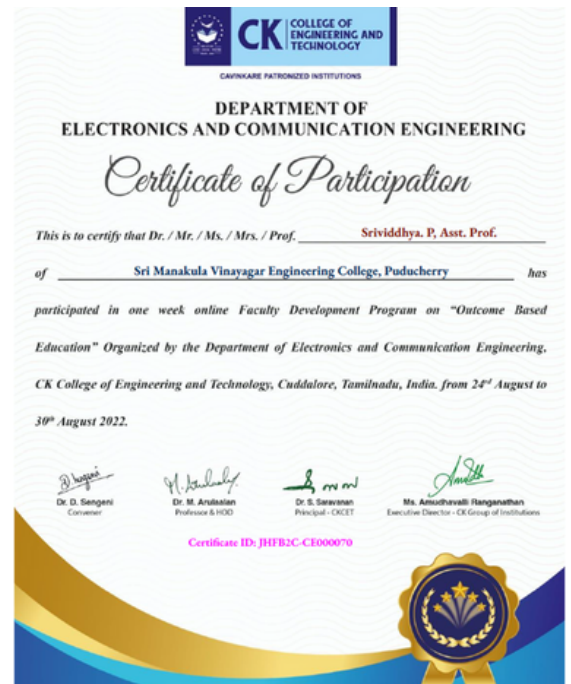 CK COLLEGE OF
ENGINEERING AND
TECHNOLOGY
CAVINKARE PATRONIZED INSTITUTIONS
DEPARTMENT OF
ELECTRONICS AND COMMUNICATION ENGINEERING
Certificate of Participation
This is to certify that Dr. / Mr. / Ms. / Mrs. / Prof. Srividdhya. P, Asst. Prof.
of Sri Manakula Vinayagar Engineering College, Puducherry has
participated in one week online Faculty Development Program on “Outcome Based
Education” Organized by the Department of Electronics and Communication Engineering,
CK College of Engineering and Technology, Cuddalore, Tamilnadu, India. from 24rd August to
30th August 2022.
Dr. D. Sengeni
Convener
Dr. M. Arulaalan
Professor & HOD
Dr. S. Saravanan
Principal - CKCET
Ms. Amudhavalli Ranganathan
Executive Director - CK Group of Institutions
Certificate ID: JHFB2C-CE000070